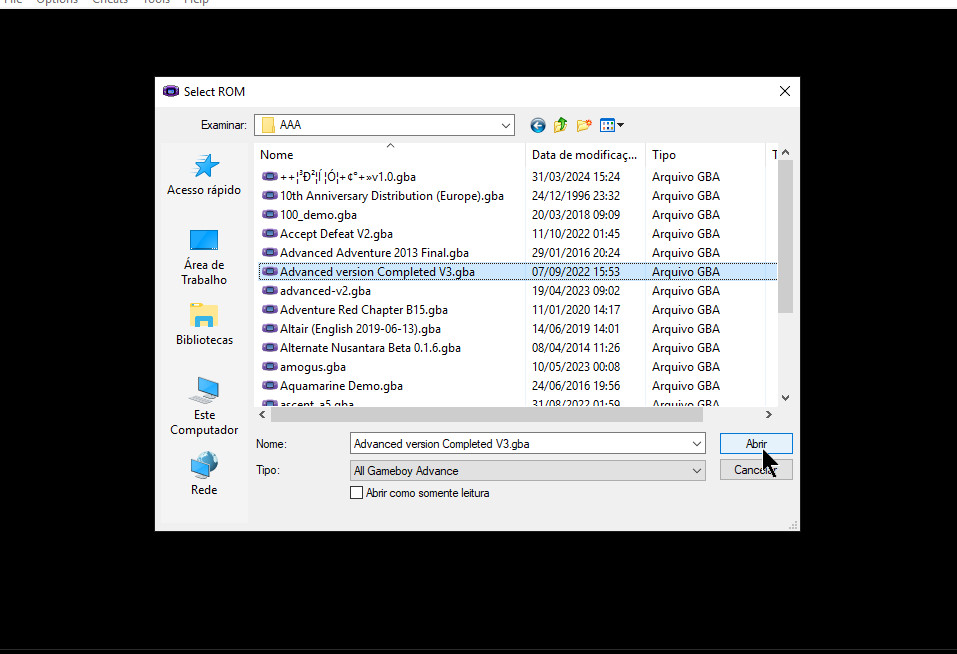 File Options Cheats Tools Help
Select ROM
Examinar: AAA
Acesso rápido
Área de
Trabalho
Bibliotecas
Este
Computador
Rede
Nome Data de modificaç... Tipo T
++¦³Ð²¦Í¦Ó¦+¢°+»v1.0.gba 31/03/2024 15:24 Arquivo GBA
10th Anniversary Distribution (Europe).gba 24/12/1996 23:32 Arquivo GBA
100_demo.gba 20/03/2018 09:09 Arquivo GBA
Accept Defeat V2.gba 11/10/2022 01:45 Arquivo GBA
Advanced Adventure 2013 Final.gba 29/01/2016 20:24 Arquivo GBA
Advanced version Completed V3.gba 07/09/2022 15:53 Arquivo GBA
advanced-v2.gba 19/04/2023 09:02 Arquivo GBA
Adventure Red Chapter B15.gba 11/01/2020 14:17 Arquivo GBA
Altair (English 2019-06-13).gba 14/06/2019 14:01 Arquivo GBA
Alternate Nusantara Beta 0.1.6.gba 08/04/2014 11:26 Arquivo GBA
amogus.gba 10/05/2023 00:08 Arquivo GBA
Aquamarine Demo.gba 24/06/2016 19:56 Arquivo GBA
ascent_a5.gba 31/08/2022 01:59 Arquivo GBA
Nome: Advanced version Completed V3.gba Abrir
Tipo: All Gameboy Advance Cancelar
Abrir como somente leitura